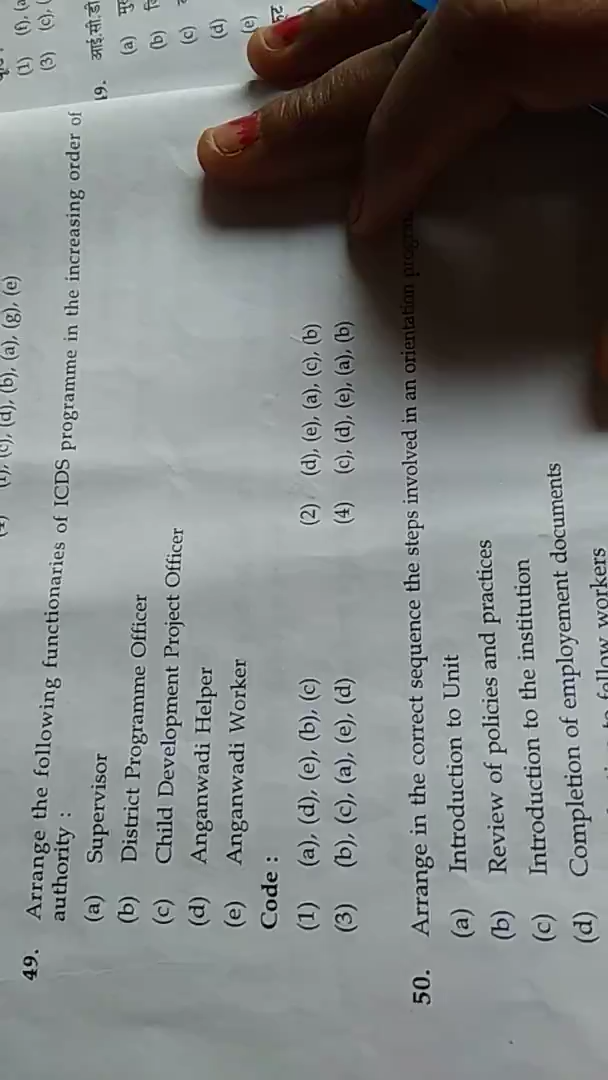 (f), (c), (d), (b), (a), (g), (e)
49. Arrange the following functionaries of ICDS programme in the increasing order of
authority :
(a) Supervisor
(b) District Programme Officer
(c) Child Development Project Officer
(d) Anganwadi Helper
(e) Anganwadi Worker
Code :
(1) (a), (d), (e), (b), (c) (2) (d), (e), (a), (c), (b)
(3) (b), (c), (a), (e), (d) (4) (c), (d), (e), (a), (b)
50. Arrange in the correct sequence the steps involved in an orientation
(a) Introduction to Unit
(b) Review of policies and practices
(c) Introduction to the institution
(d) Completion of employement documents
to fellow workers
(1) (f),
(3) (c),
आई.सी.डी
(a)
(b)
(c)
(d)
(e)